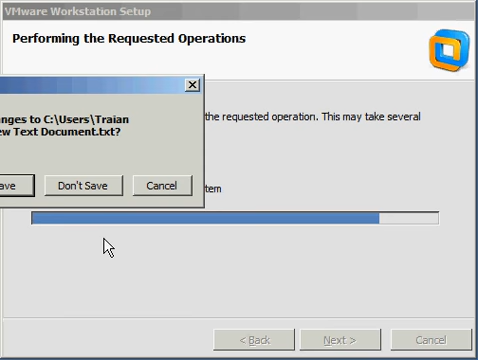 VMware Workstation Setup
Performing the Requested Operations
nges to C:\Users\Traian
ew Text Document.txt?
the requested operation. This may take several
ave
Don't Save
Cancel
tem
< Back
Next >
Cancel